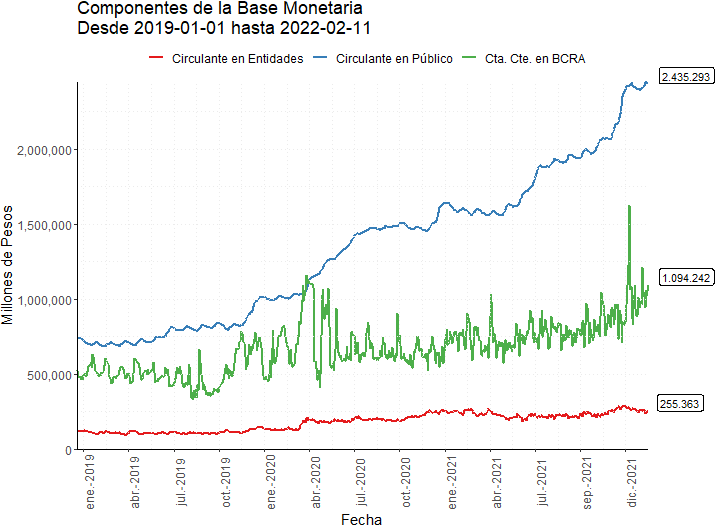 Componentes de la Base Monetaria
Desde 2019-01-01 hasta 2022-02-11
Circulante en Entidades Circulante en Público Cta. Cte. en BCRA
2.435.293
1.094.242
255.363
Millones de Pesos
2,000,000
1,500,000
1,000,000
500,000
0
ene.-2019
abr.-2019
jul.-2019
oct.-2019
ene.-2020
abr.-2020
jul.-2020
oct.-2020
ene.-2021
abr.-2021
jul.-2021
sep.-2021
dic.-2021
Fecha